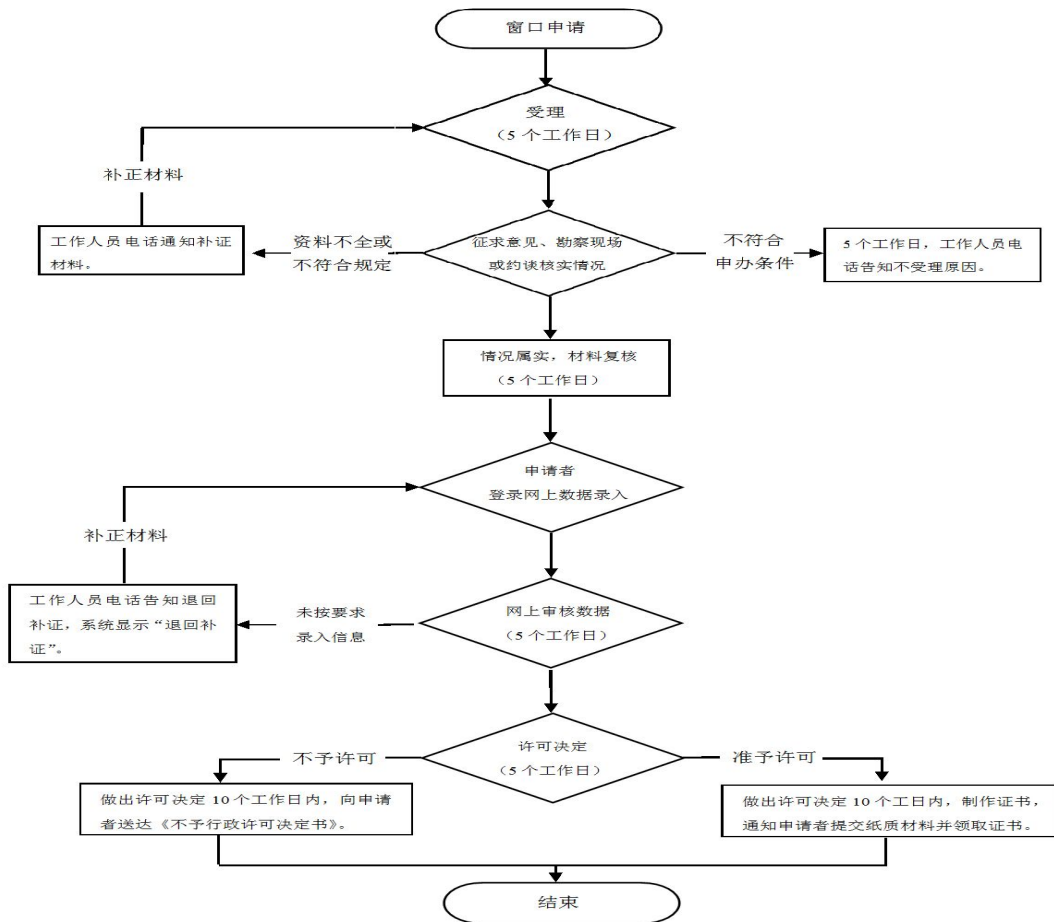 窗口申请
受理
（5 个工作日）
补正材料
工作人员电话通知补证
材料。
资料不全或
不符合规定
征求意见、勘察现场
或约谈核实情况
不符合
申办条件
5 个工作日，工作人员电
话告知不受理原因。
情况属实，材料复核
（5 个工作日）
申请者
登录网上数据录入
补正材料
工作人员电话告知退回
补证，系统显示“退回补
证”。
未按要求
录入信息
网上审核数据
（5 个工作日）
不予许可
许可决定
（5 个工作日）
准予许可
做出许可决定 10 个工作日内，向申请
者送达《不予行政许可决定书》。
做出许可决定 10 个工日内，制作证书，
通知申请者提交纸质材料并领取证书。
结束